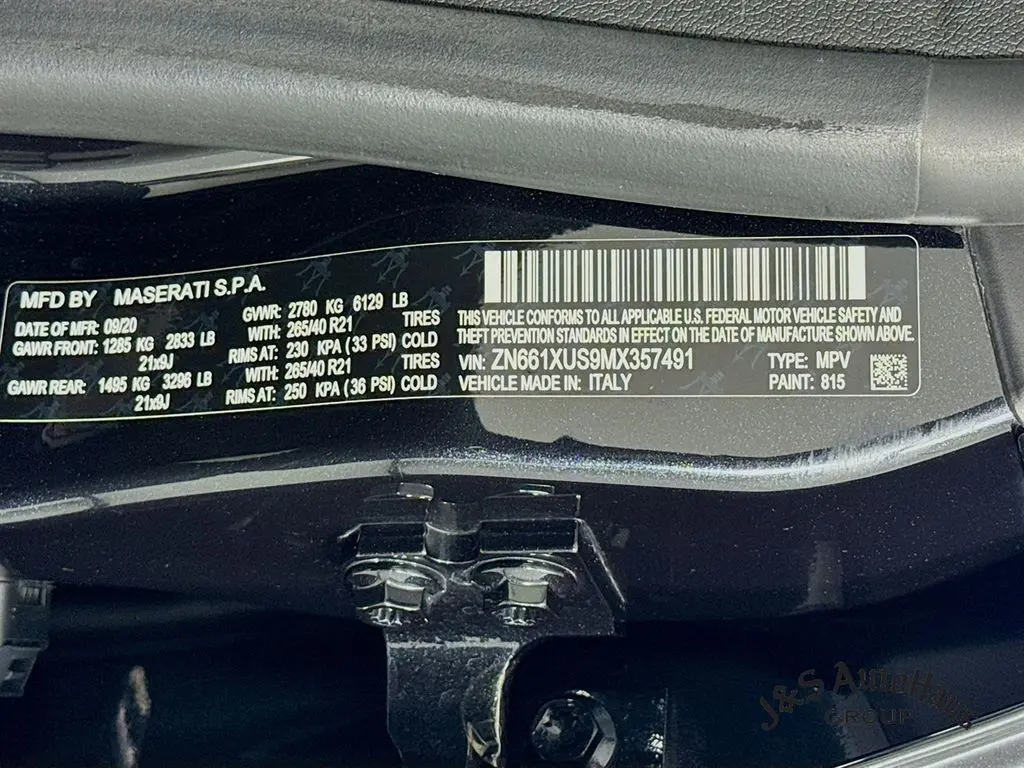 MFD BY MASERATI S.P.A.
DATE OF MFR: 09/20
GAWR FRONT: 1285 KG 2833 LB
21x9J
GAWR REAR: 1495 KG 3296 LB
21x9J
GVWR: 2780 KG 6129 LB
WITH: 265/40 R21 TIRES
RIMS AT: 230 KPA (33 PSI) COLD
WITH: 265/40 R21 TIRES
RIMS AT: 250 KPA (36 PSI) COLD
THIS VEHICLE CONFORMS TO ALL APPLICABLE U.S. FEDERAL MOTOR VEHICLE SAFETY AND
THEFT PREVENTION STANDARDS IN EFFECT ON THE DATE OF MANUFACTURE SHOWN ABOVE.
VIN: ZN661XUS9MX357491 TYPE: MPV
VEHICLE MADE IN: ITALY PAINT: 815
J&S AutoHaus
GROUP